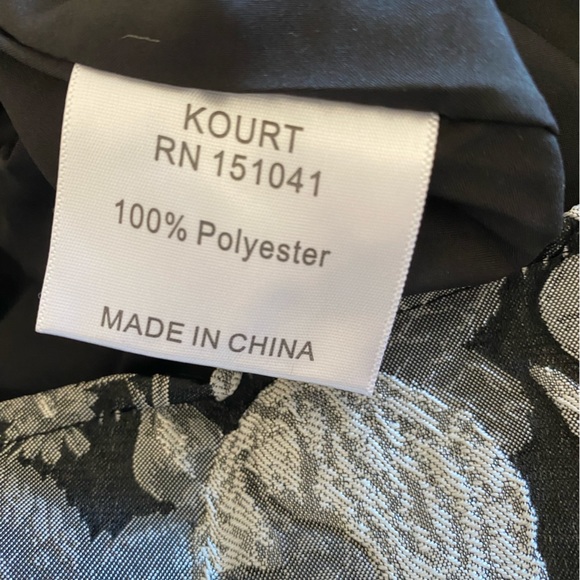 KOURT
RN 151041
100% Polyester
MADE IN CHINA